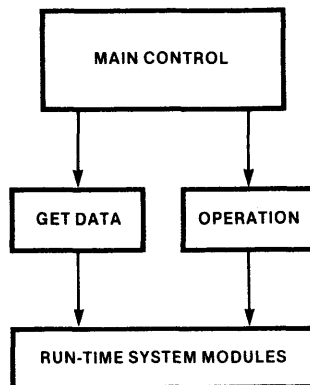 MAIN CONTROL
GET DATA
OPERATION
RUN-TIME SYSTEM MODULES